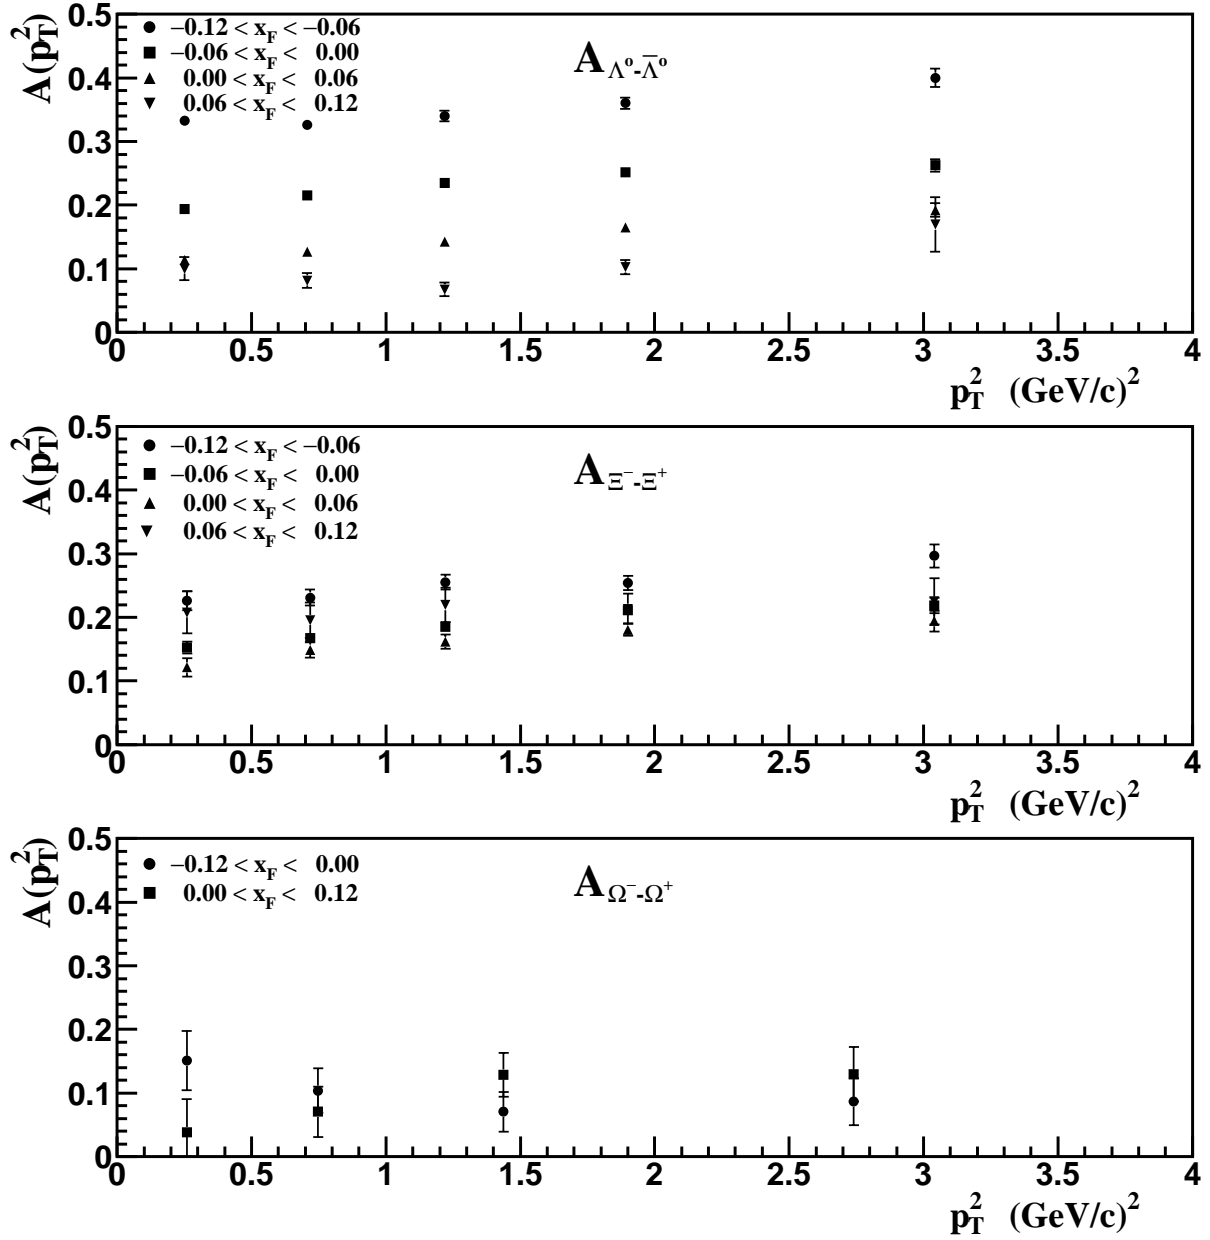 A(p_T^2)
0.5
0.4
0.3
0.2
0.1
0
−0.12 < x_F < −0.06
−0.06 < x_F < 0.00
0.00 < x_F < 0.06
0.06 < x_F < 0.12
A Λ°-Λ̅°
0 0.5 1 1.5 2 2.5 3 3.5 4
p_T^2 (GeV/c)^2
A(p_T^2)
0.5
0.4
0.3
0.2
0.1
0
−0.12 < x_F < −0.06
−0.06 < x_F < 0.00
0.00 < x_F < 0.06
0.06 < x_F < 0.12
A Ξ⁻-Ξ⁺
0 0.5 1 1.5 2 2.5 3 3.5 4
p_T^2 (GeV/c)^2
A(p_T^2)
0.5
0.4
0.3
0.2
0.1
0
−0.12 < x_F < 0.00
0.00 < x_F < 0.12
A Ω⁻-Ω⁺
0 0.5 1 1.5 2 2.5 3 3.5 4
p_T^2 (GeV/c)^2